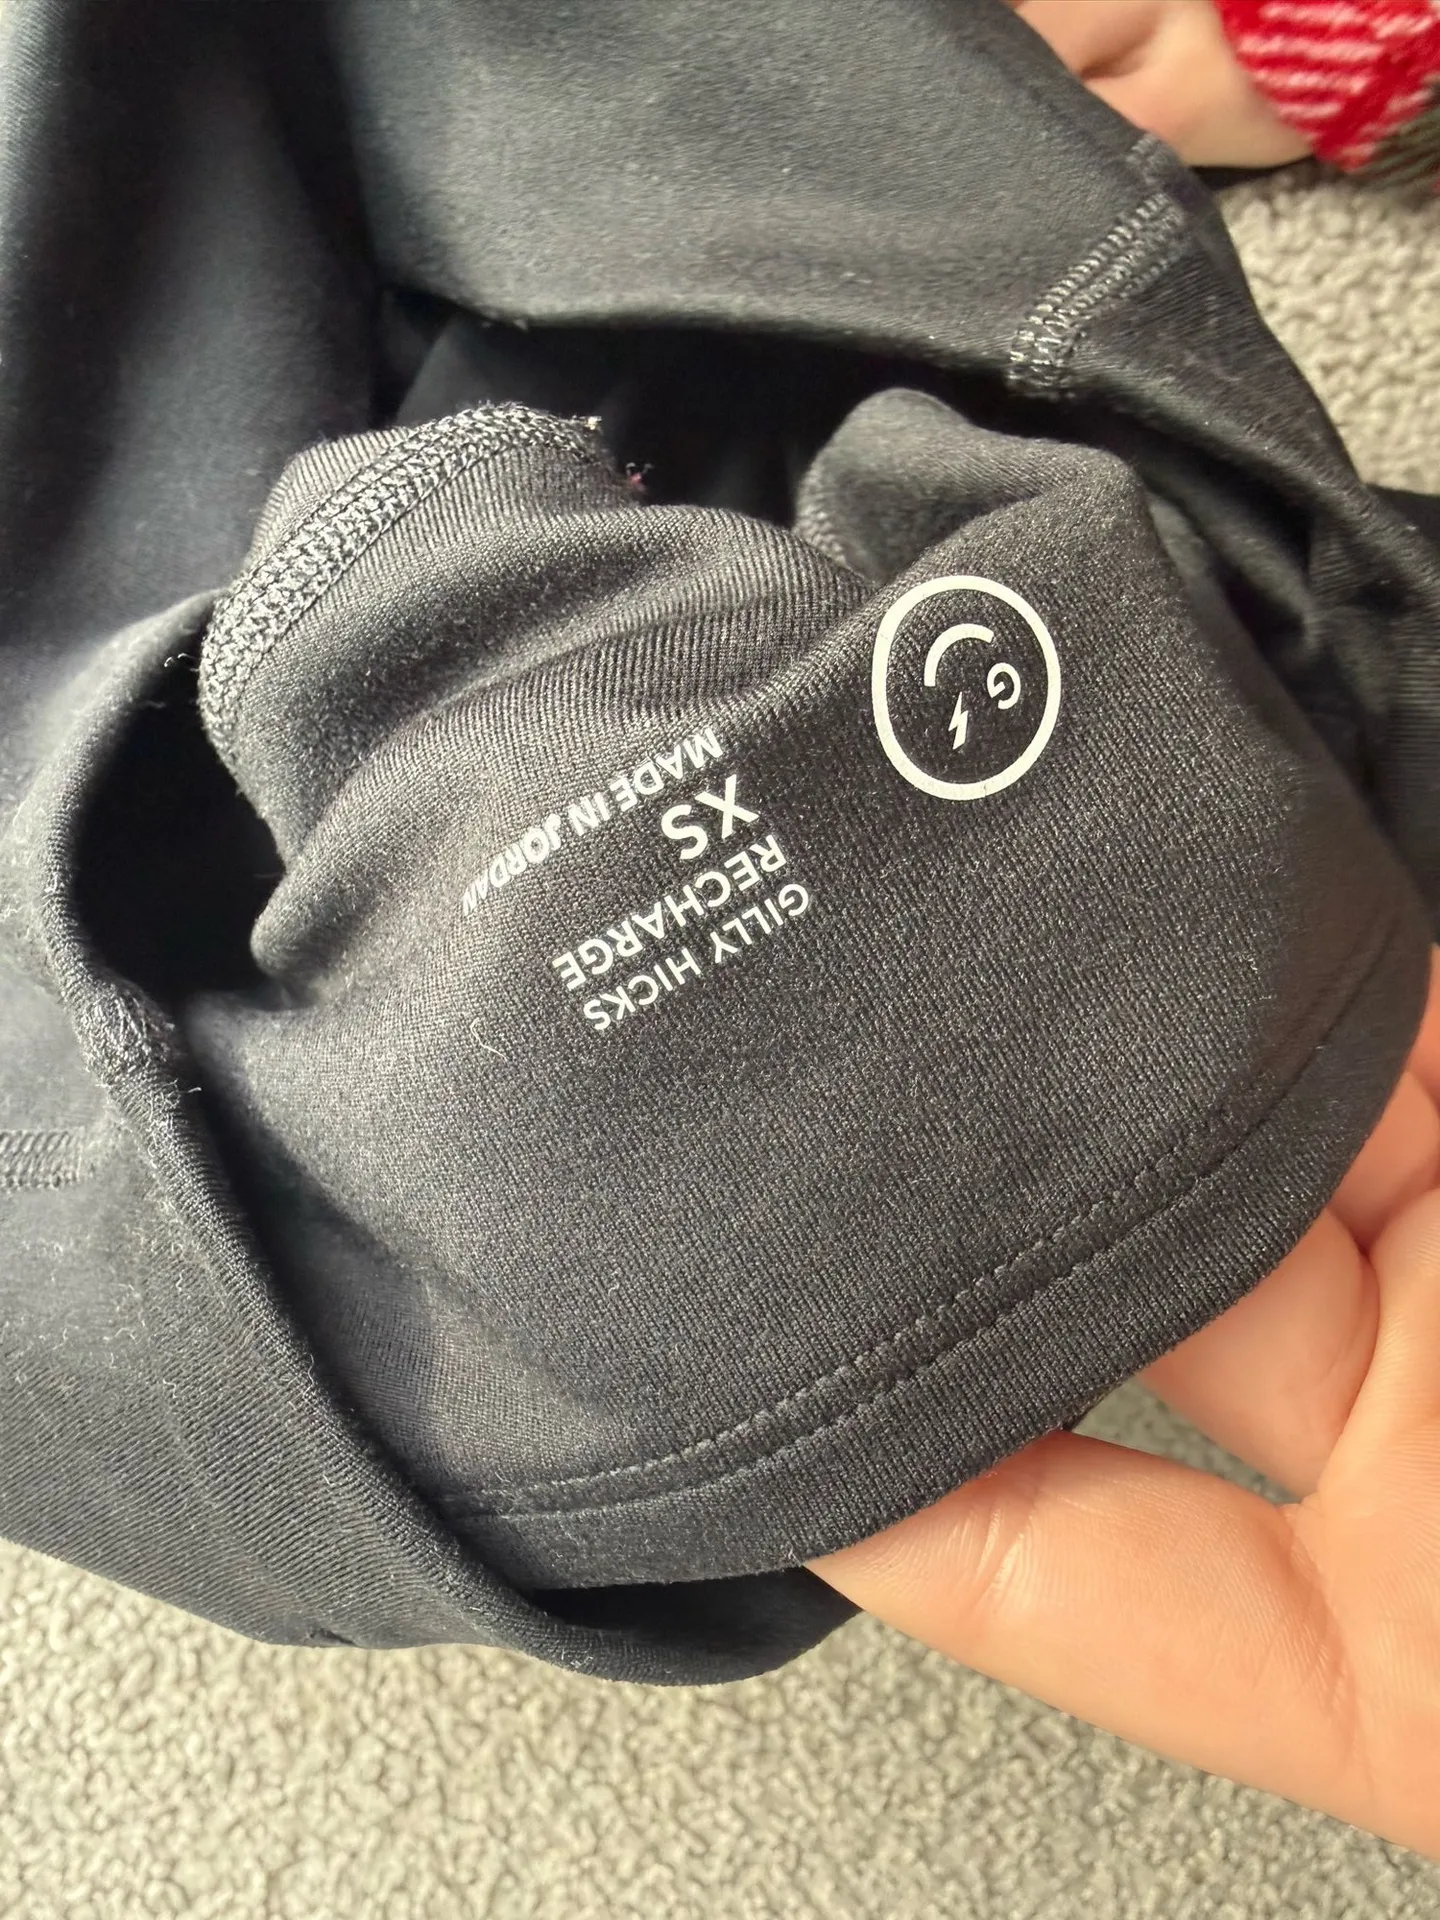 GILLY HICKS
RECHARGE
XS
MADE IN JORDAN
G